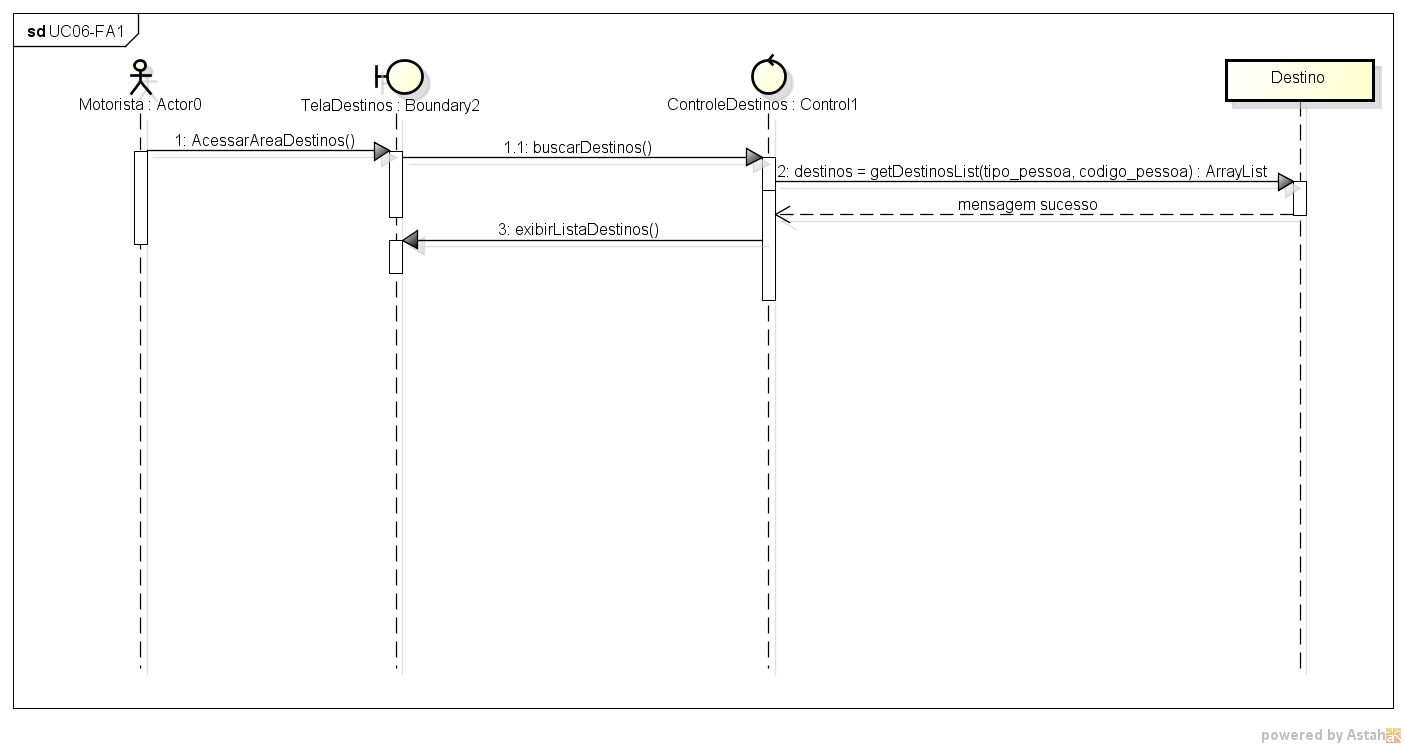 sd UC06-FA1
Motorista : Actor0
TelaDestinos : Boundary2
ControleDestinos : Control1
Destino
1: AcessarAreaDestinos()
1.1: buscarDestinos()
2: destinos = getDestinosList(tipo_pessoa, codigo_pessoa) : ArrayList
mensagem sucesso
3: exibirListaDestinos()
powered by Astah